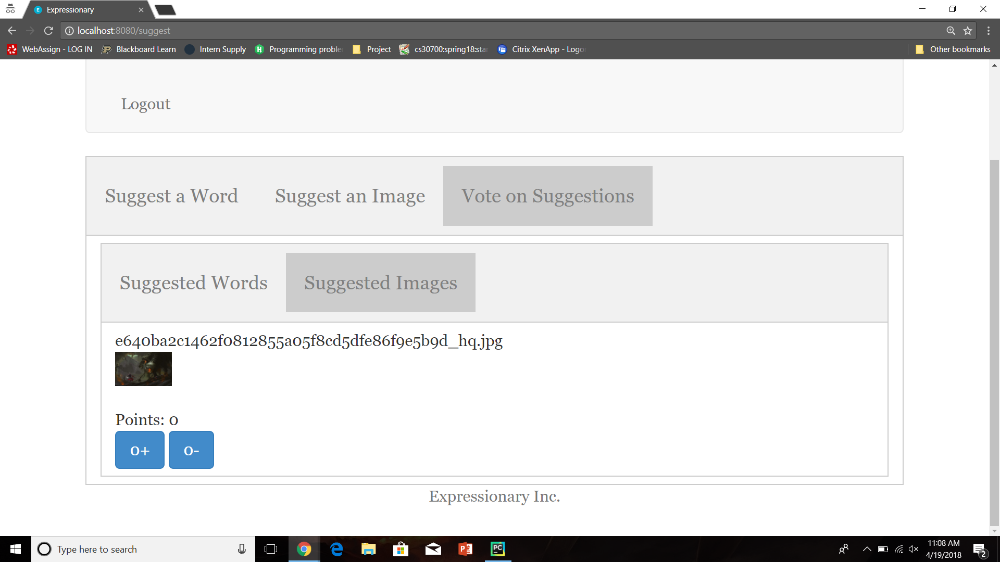 Expressionary
localhost:8080/suggest
WebAssign - LOG IN
Blackboard Learn
Intern Supply
Programming proble
Project
cs30700:spring18:star
Citrix XenApp - Logo
Other bookmarks
Logout
Suggest a Word
Suggest an Image
Vote on Suggestions
Suggested Words
Suggested Images
e640ba2c1462f0812855a05f8cd5dfe86f9e5b9d_hq.jpg
Points: 0
0+
0-
Expressionary Inc.
Type here to search
11:08 AM
4/19/2018
2